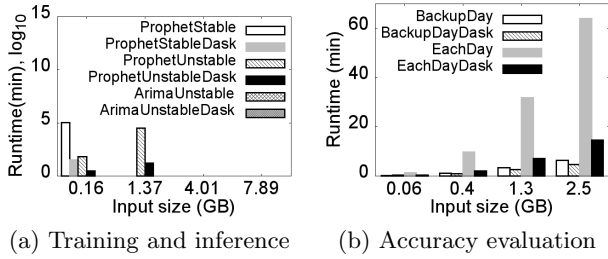 Runtime(min), log10
15
10
5
0
ProphetStable
ProphetStableDask
ProphetUnstable
ProphetUnstableDask
ArimaUnstable
ArimaUnstableDask
0.16 1.37 4.01 7.89
Input size (GB)
(a) Training and inference
Runtime (min)
60
40
20
0
BackupDay
BackupDayDask
EachDay
EachDayDask
0.06 0.4 1.3 2.5
Input size (GB)
(b) Accuracy evaluation